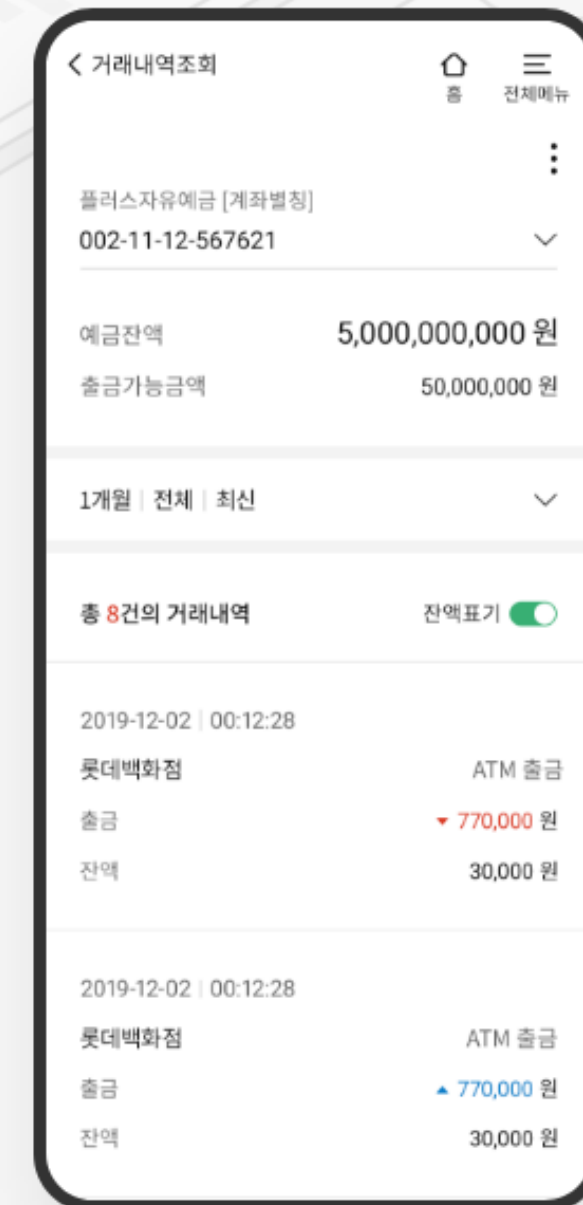 거래내역조회
홈 전체메뉴
플러스자유예금 [계좌별칭]
002-11-12-567621
예금잔액 5,000,000,000 원
출금가능금액 50,000,000 원
1개월 | 전체 | 최신
총 8건의 거래내역 잔액표기
2019-12-02 | 00:12:28
롯데백화점 ATM 출금
출금 ▼ 770,000 원
잔액 30,000 원
2019-12-02 | 00:12:28
롯데백화점 ATM 출금
출금 ▲ 770,000 원
잔액 30,000 원